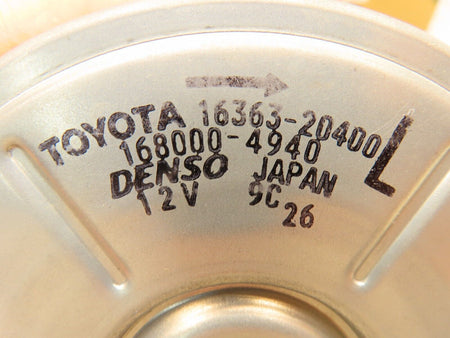 TOYOTA 16363-20400 L
168000-4940
DENSO JAPAN
12V 9C
26